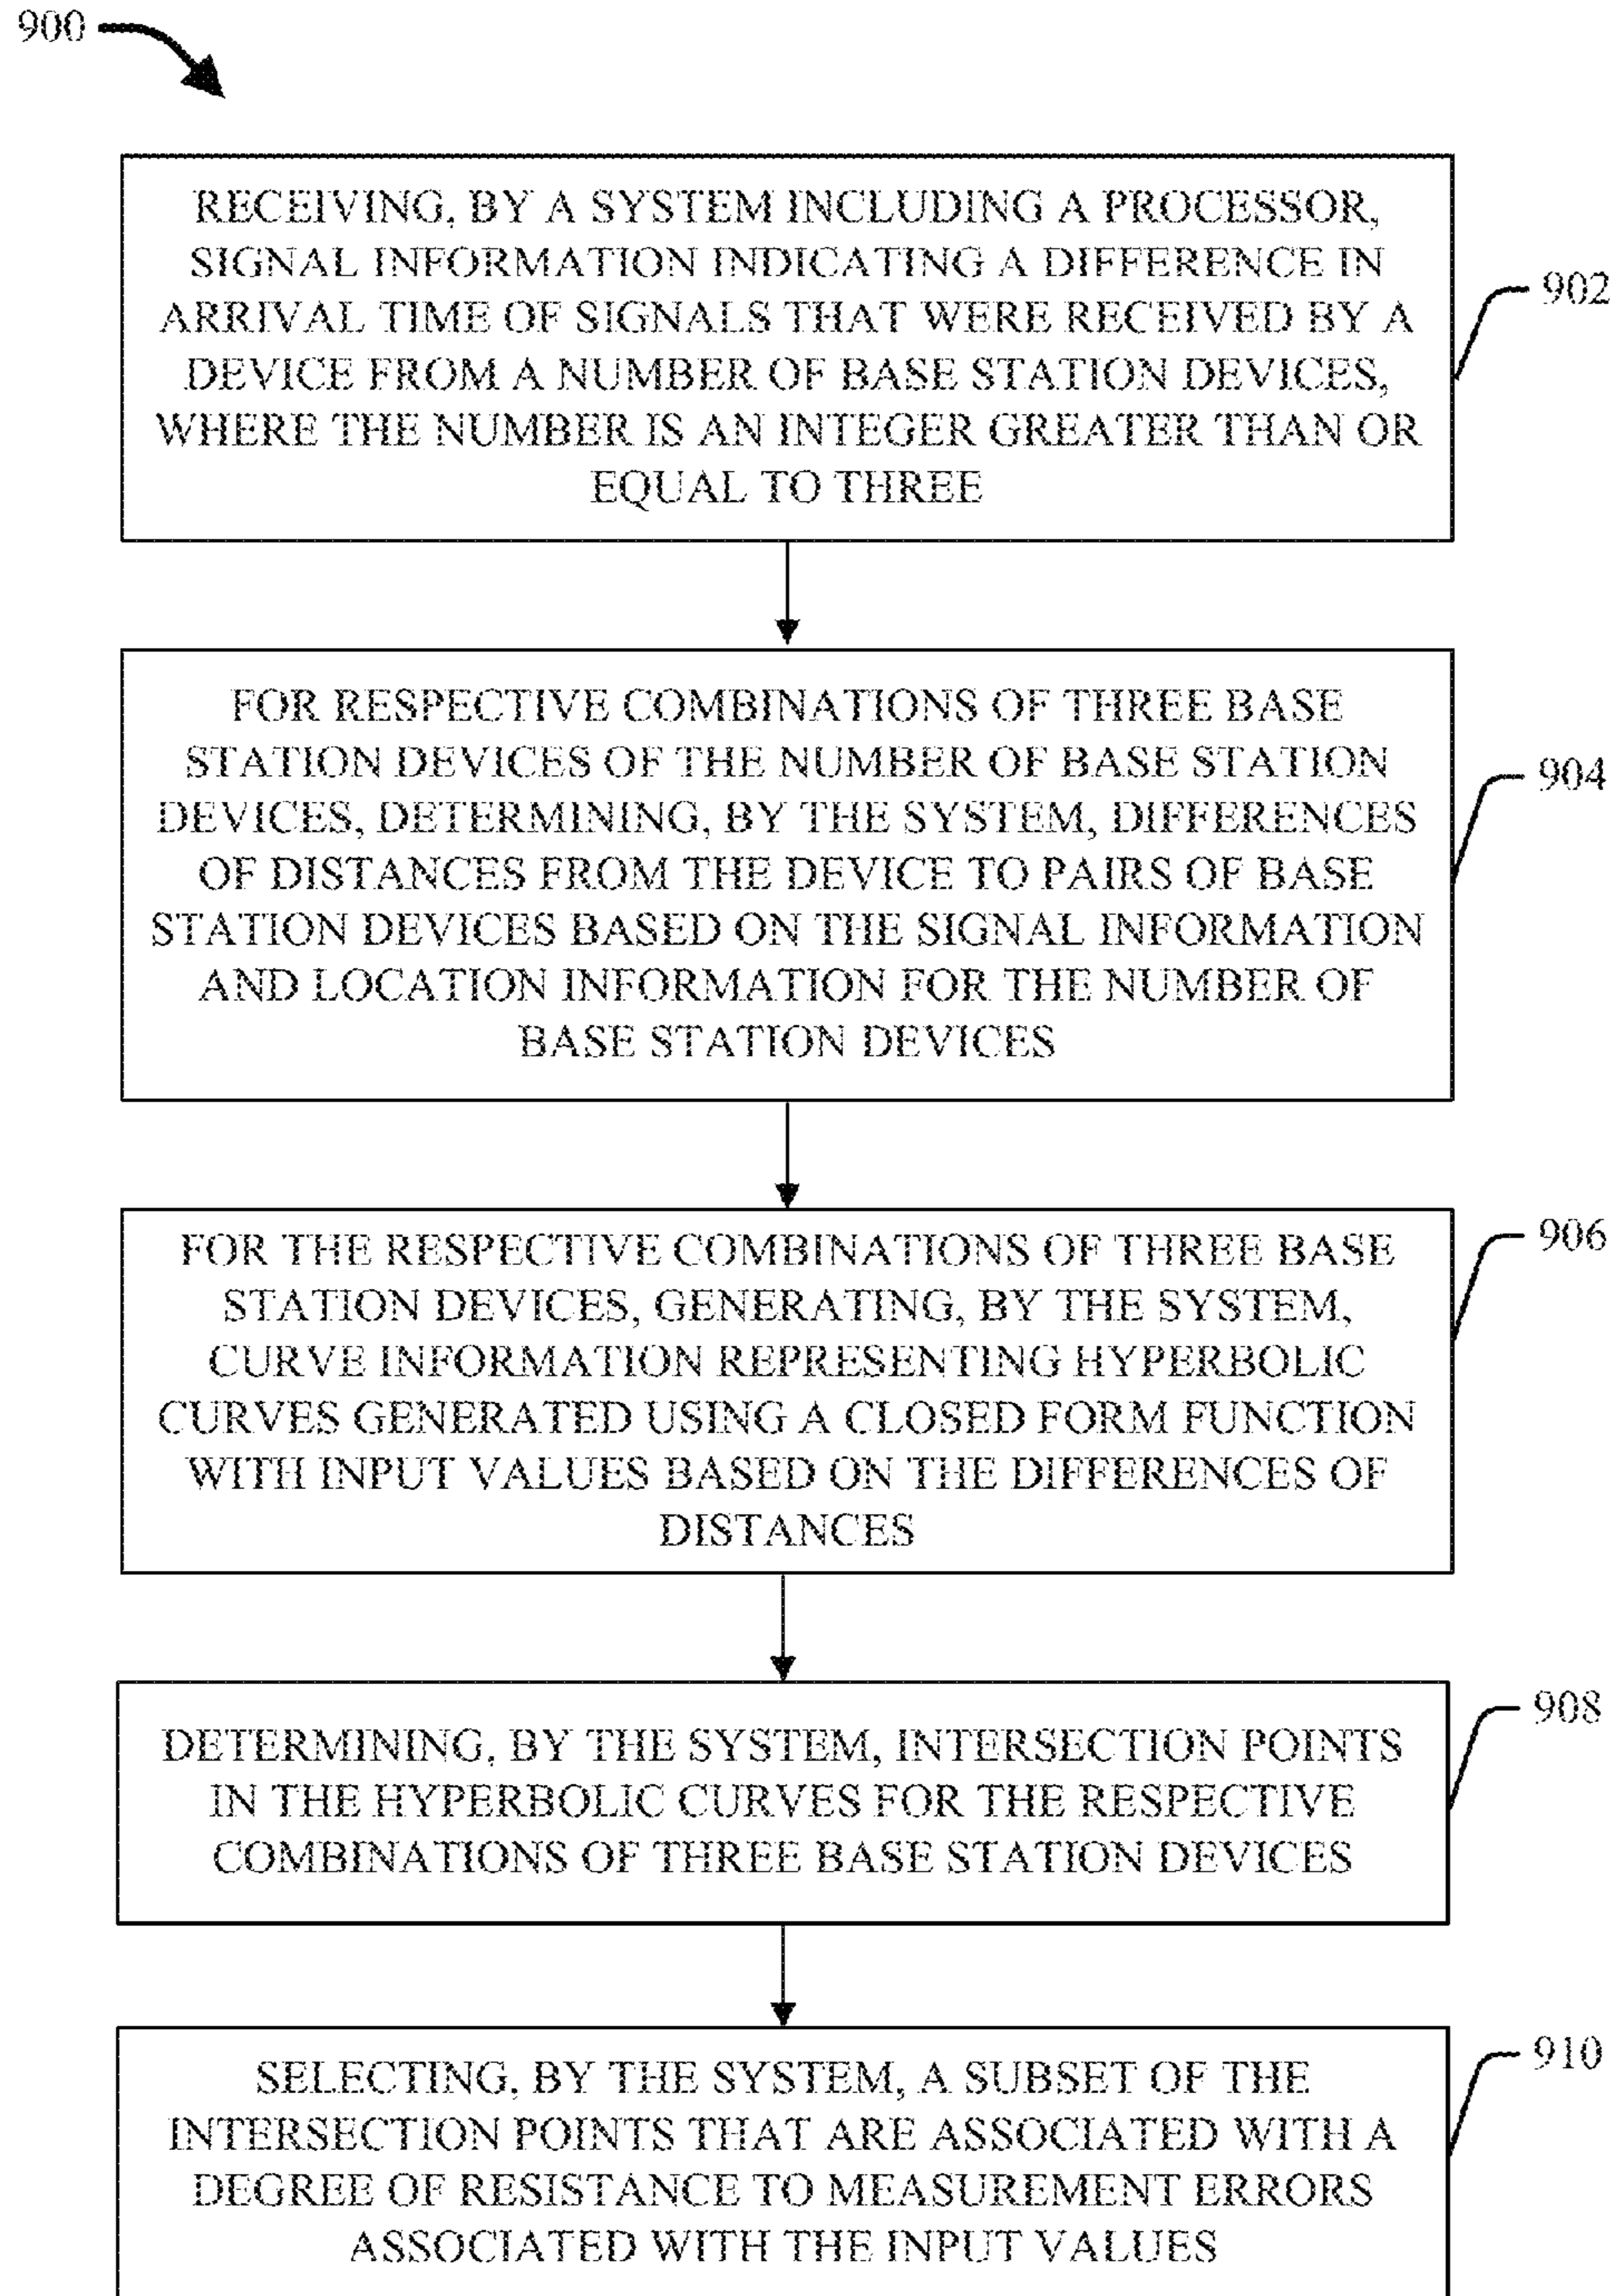 900
RECEIVING, BY A SYSTEM INCLUDING A PROCESSOR,
SIGNAL INFORMATION INDICATING A DIFFERENCE IN
ARRIVAL TIME OF SIGNALS THAT WERE RECEIVED BY A
DEVICE FROM A NUMBER OF BASE STATION DEVICES,
WHERE THE NUMBER IS AN INTEGER GREATER THAN OR
EQUAL TO THREE
902
FOR RESPECTIVE COMBINATIONS OF THREE BASE
STATION DEVICES OF THE NUMBER OF BASE STATION
DEVICES, DETERMINING, BY THE SYSTEM, DIFFERENCES
OF DISTANCES FROM THE DEVICE TO PAIRS OF BASE
STATION DEVICES BASED ON THE SIGNAL INFORMATION
AND LOCATION INFORMATION FOR THE NUMBER OF
BASE STATION DEVICES
904
FOR THE RESPECTIVE COMBINATIONS OF THREE BASE
STATION DEVICES, GENERATING, BY THE SYSTEM,
CURVE INFORMATION REPRESENTING HYPERBOLIC
CURVES GENERATED USING A CLOSED FORM FUNCTION
WITH INPUT VALUES BASED ON THE DIFFERENCES OF
DISTANCES
906
DETERMINING, BY THE SYSTEM, INTERSECTION POINTS
IN THE HYPERBOLIC CURVES FOR THE RESPECTIVE
COMBINATIONS OF THREE BASE STATION DEVICES
908
SELECTING, BY THE SYSTEM, A SUBSET OF THE
INTERSECTION POINTS THAT ARE ASSOCIATED WITH A
DEGREE OF RESISTANCE TO MEASUREMENT ERRORS
ASSOCIATED WITH THE INPUT VALUES
910